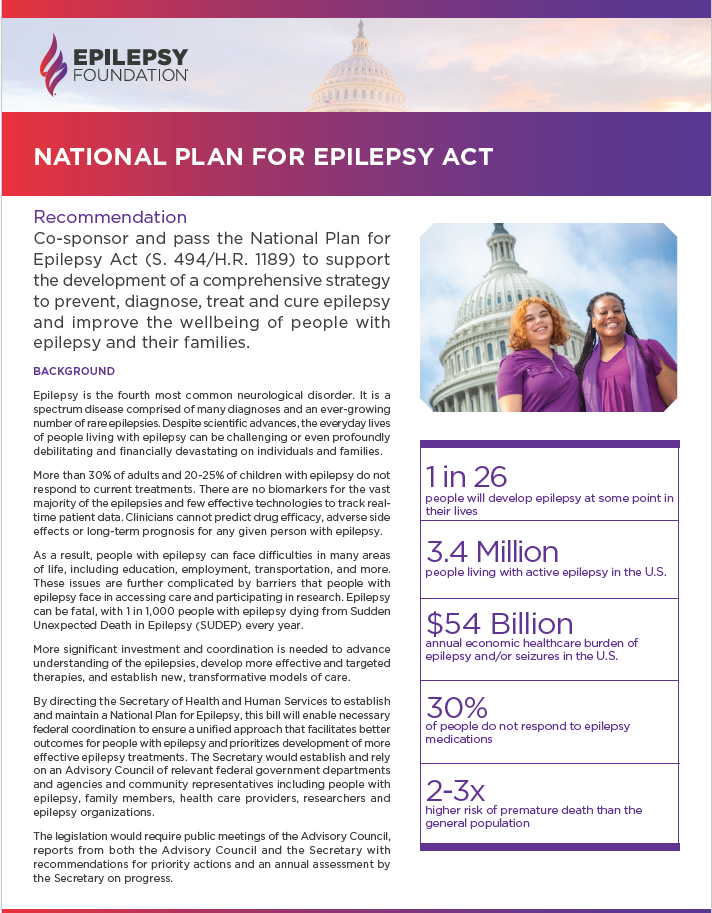 EPILEPSY
FOUNDATION
NATIONAL PLAN FOR EPILEPSY ACT
Recommendation
Co-sponsor and pass the National Plan for
Epilepsy Act (S. 494/H.R. 1189) to support
the development of a comprehensive strategy
to prevent, diagnose, treat and cure epilepsy
and improve the wellbeing of people with
epilepsy and their families.
BACKGROUND
Epilepsy is the fourth most common neurological disorder. It is a
spectrum disease comprised of many diagnoses and an ever-growing
number of rare epilepsies. Despite scientific advances, the everyday lives
of people living with epilepsy can be challenging or even profoundly
debilitating and financially devastating on individuals and families.
More than 30% of adults and 20-25% of children with epilepsy do not
respond to current treatments. There are no biomarkers for the vast
majority of the epilepsies and few effective technologies to track real-
time patient data. Clinicians cannot predict drug efficacy, adverse side
effects or long-term prognosis for any given person with epilepsy.
As a result, people with epilepsy can face difficulties in many areas
of life, including education, employment, transportation, and more.
These issues are further complicated by barriers that people with
epilepsy face in accessing care and participating in research. Epilepsy
can be fatal, with 1 in 1,000 people with epilepsy dying from Sudden
Unexpected Death in Epilepsy (SUDEP) every year.
More significant investment and coordination is needed to advance
understanding of the epilepsies, develop more effective and targeted
therapies, and establish new, transformative models of care.
By directing the Secretary of Health and Human Services to establish
and maintain a National Plan for Epilepsy, this bill will enable necessary
federal coordination to ensure a unified approach that facilitates better
outcomes for people with epilepsy and prioritizes development of more
effective epilepsy treatments. The Secretary would establish and rely
on an Advisory Council of relevant federal government departments
and agencies and community representatives including people with
epilepsy, family members, health care providers, researchers and
epilepsy organizations.
The legislation would require public meetings of the Advisory Council,
reports from both the Advisory Council and the Secretary with
recommendations for priority actions and an annual assessment by
the Secretary on progress.
1 in 26
people will develop epilepsy at some point in
their lives
3.4 Million
people living with active epilepsy in the U.S.
$54 Billion
annual economic healthcare burden of
epilepsy and/or seizures in the U.S.
30%
of people do not respond to epilepsy
medications
2-3x
higher risk of premature death than the
general population